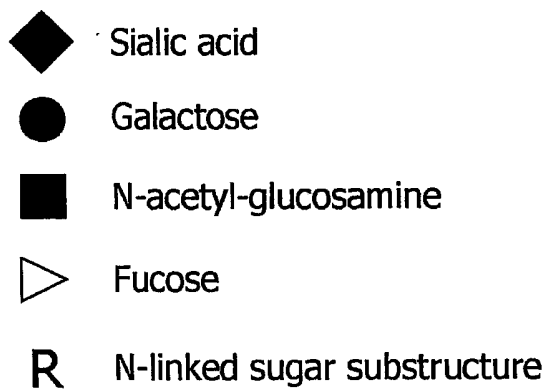 Sialic acid
Galactose
N-acetyl-glucosamine
Fucose
R N-linked sugar substructure